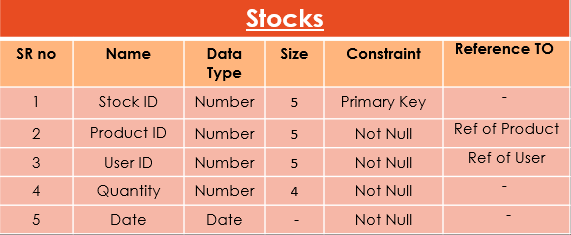 Stocks
SR no Name Data Type Size Constraint Reference TO
1 Stock ID Number 5 Primary Key -
2 Product ID Number 5 Not Null Ref of Product
3 User ID Number 5 Not Null Ref of User
4 Quantity Number 4 Not Null -
5 Date Date - Not Null -